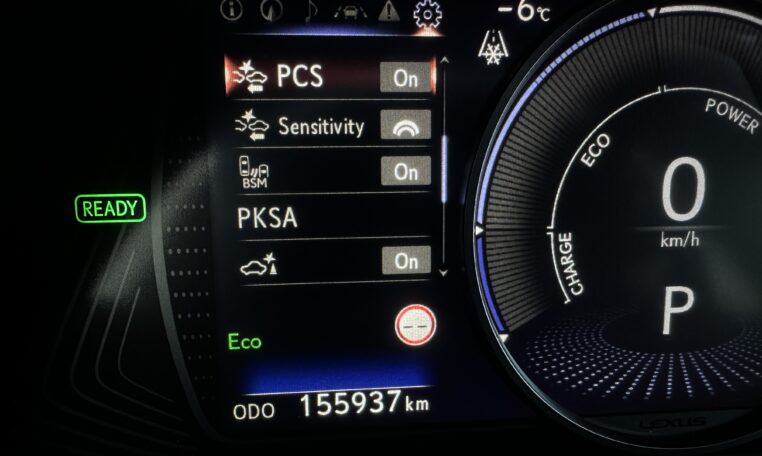 -6°C
PCS On
Sensitivity
BSM On
PKSA
On
READY
Eco
ODO 155937 km
CHARGE
ECO
POWER
0
km/h
P
LEXUS